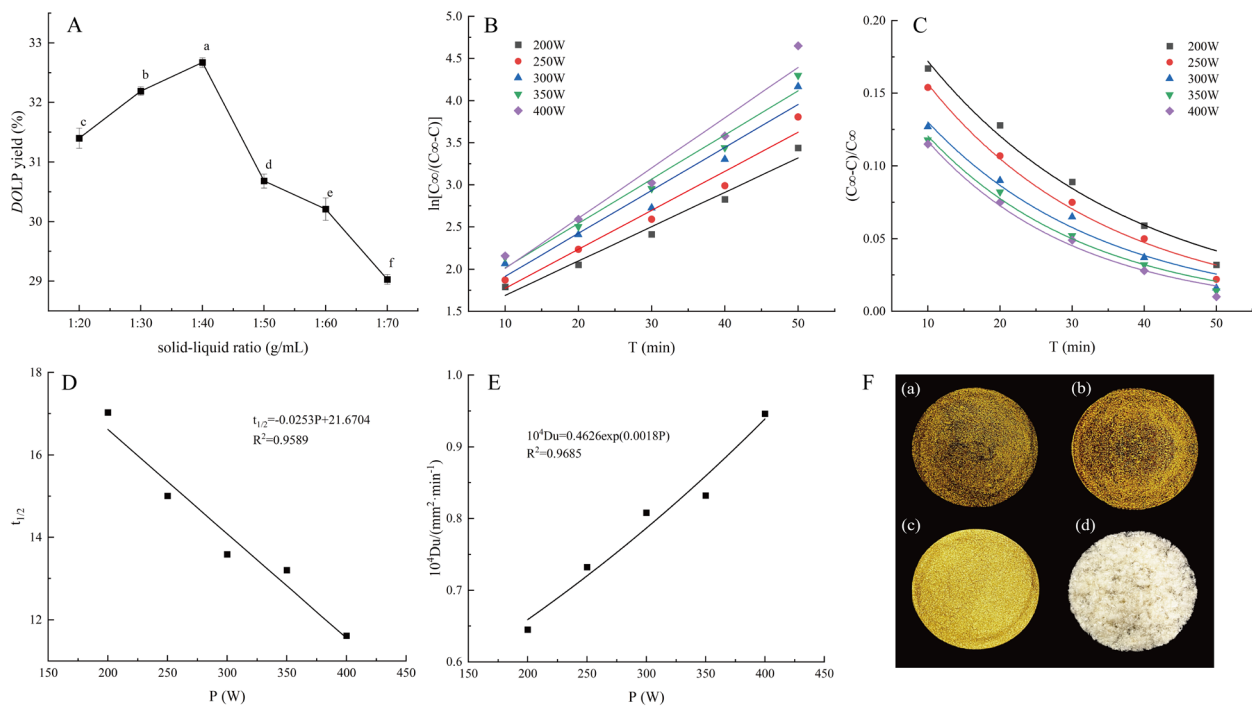 A
DOLP yield (%)
33
32
31
30
29
c
b
a
d
e
f
1:20 1:30 1:40 1:50 1:60 1:70
solid-liquid ratio (g/mL)
B
ln[C∞/(C∞-C)]
5.0
4.5
4.0
3.5
3.0
2.5
2.0
1.5
200W
250W
300W
350W
400W
10 20 30 40 50
T (min)
C
(C∞-C)/C∞
0.20
0.15
0.10
0.05
0.00
200W
250W
300W
350W
400W
10 20 30 40 50
T (min)
D
t1/2
18
16
14
12
t1/2=-0.0253P+21.6704
R²=0.9589
150 200 250 300 350 400 450
P (W)
E
10⁴Du/(mm²·min⁻¹)
1.0
0.9
0.8
0.7
0.6
10⁴Du=0.4626exp(0.0018P)
R²=0.9685
150 200 250 300 350 400 450
P (W)
F
(a)
(b)
(c)
(d)